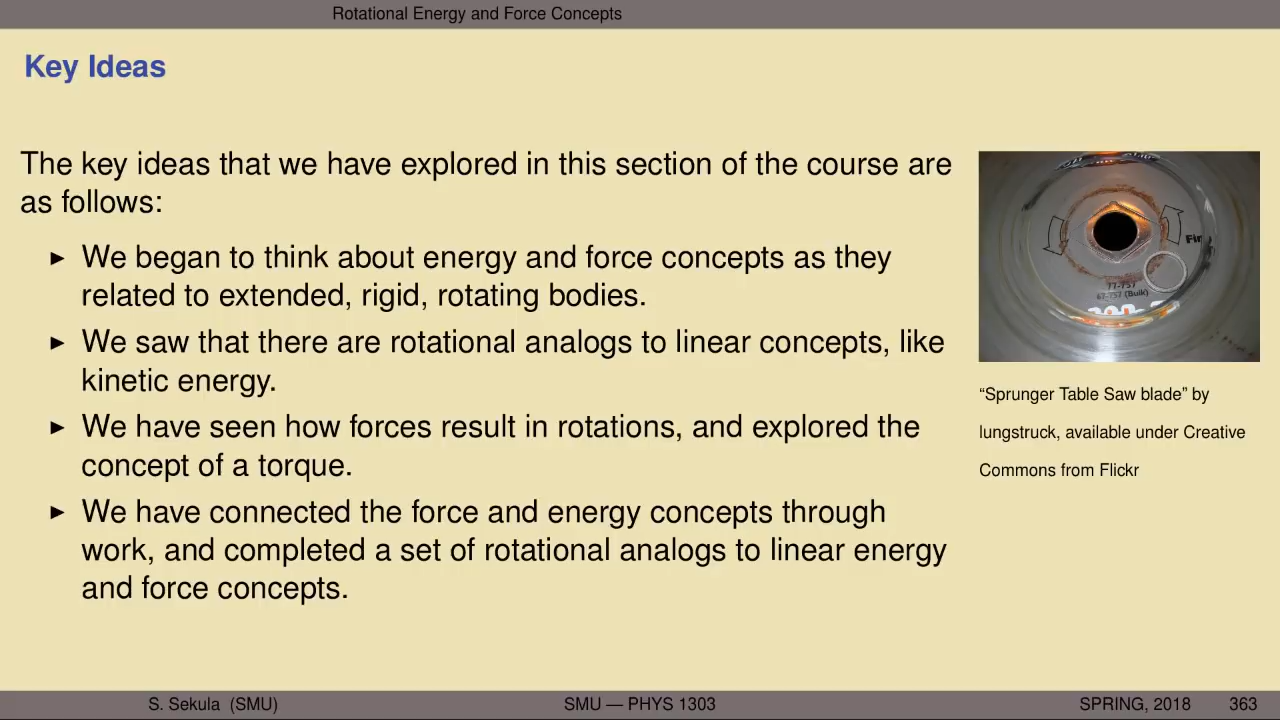 Rotational Energy and Force Concepts
Key Ideas
The key ideas that we have explored in this section of the course are
as follows:
▶ We began to think about energy and force concepts as they
related to extended, rigid, rotating bodies.
▶ We saw that there are rotational analogs to linear concepts, like
kinetic energy.
▶ We have seen how forces result in rotations, and explored the
concept of a torque.
▶ We have connected the force and energy concepts through
work, and completed a set of rotational analogs to linear energy
and force concepts.
77-757
67-757 (Bulk)
“Sprunger Table Saw blade” by
lungstruck, available under Creative
Commons from Flickr
S. Sekula (SMU)
SMU — PHYS 1303
SPRING, 2018
363